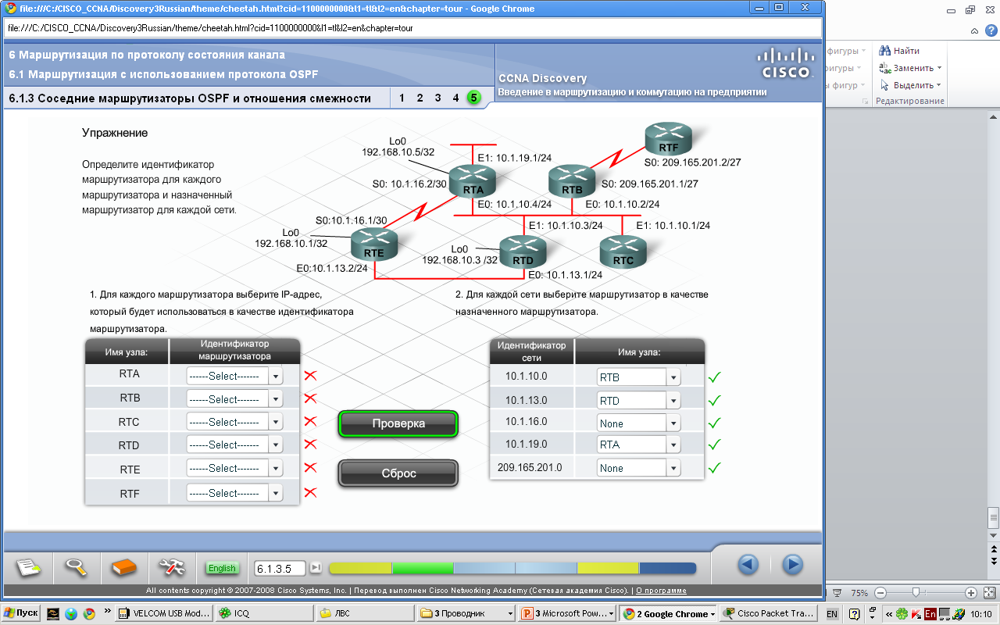 file:///C:/CISCO_CCNA/Discovery3Russian/theme/cheetah.html?cid=1100000000&l1=tl&l2=en&chapter=tour - Google Chrome
file:///C:/CISCO_CCNA/Discovery3Russian/theme/cheetah.html?cid=1100000000&l1=tl&l2=en&chapter=tour
6 Маршрутизация по протоколу состояния канала
6.1 Маршрутизация с использованием протокола OSPF
CCNA Discovery
Введение в маршрутизацию и коммутацию на предприятии
CISCO
6.1.3 Соседние маршрутизаторы OSPF и отношения смежности
1 2 3 4 5
фигуры
фигуры
ы фигур
Найти
Заменить
Выделить
Редактирование
Упражнение
Определите идентификатор
маршрутизатора для каждого
маршрутизатора и назначенный
маршрутизатор для каждой сети.
Lo0
192.168.10.5/32
E1: 10.1.19.1/24
RTF
S0: 209.165.201.2/27
S0: 10.1.16.2/30
RTA
RTB
S0: 209.165.201.1/27
E0: 10.1.10.4/24
E0: 10.1.10.2/24
S0:10.1.16.1/30
E1: 10.1.10.3/24
E1: 10.1.10.1/24
Lo0
192.168.10.1/32
RTE
Lo0
192.168.10.3 /32
RTD
RTC
E0:10.1.13.2/24
E0: 10.1.13.1/24
1. Для каждого маршрутизатора выберите IP-адрес,
который будет использоваться в качестве идентификатора
маршрутизатора.
2. Для каждой сети выберите маршрутизатор в качестве
назначенного маршрутизатора.
Имя узла: Идентификатор маршрутизатора
RTA ------Select-------
RTB ------Select-------
RTC ------Select-------
RTD ------Select-------
RTE ------Select-------
RTF ------Select-------
Проверка
Сброс
Идентификатор сети Имя узла:
10.1.10.0 RTB
10.1.13.0 RTD
10.1.16.0 None
10.1.19.0 RTA
209.165.201.0 None
English
6.1.3.5
All contents copyright © 2007-2008 Cisco Systems, Inc. | Перевод выполнен Cisco Networking Academy (Сетевая академия Cisco). | О программе
75%
Пуск
VELCOM USB Mod...
ICQ
ЛВС
3 Проводник
3 Microsoft Pow...
2 Google Chrome
Cisco Packet Tra...
EN
En
10:10